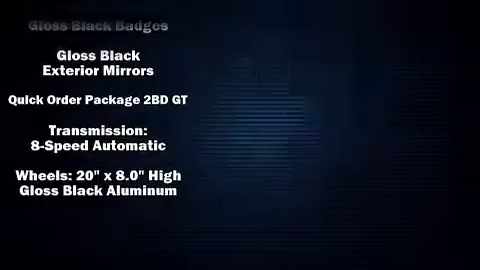 Gloss Black Badges
Gloss Black
Exterior Mirrors
Quick Order Package 2BD GT
Transmission:
8-Speed Automatic
Wheels: 20" x 8.0" High
Gloss Black Aluminum